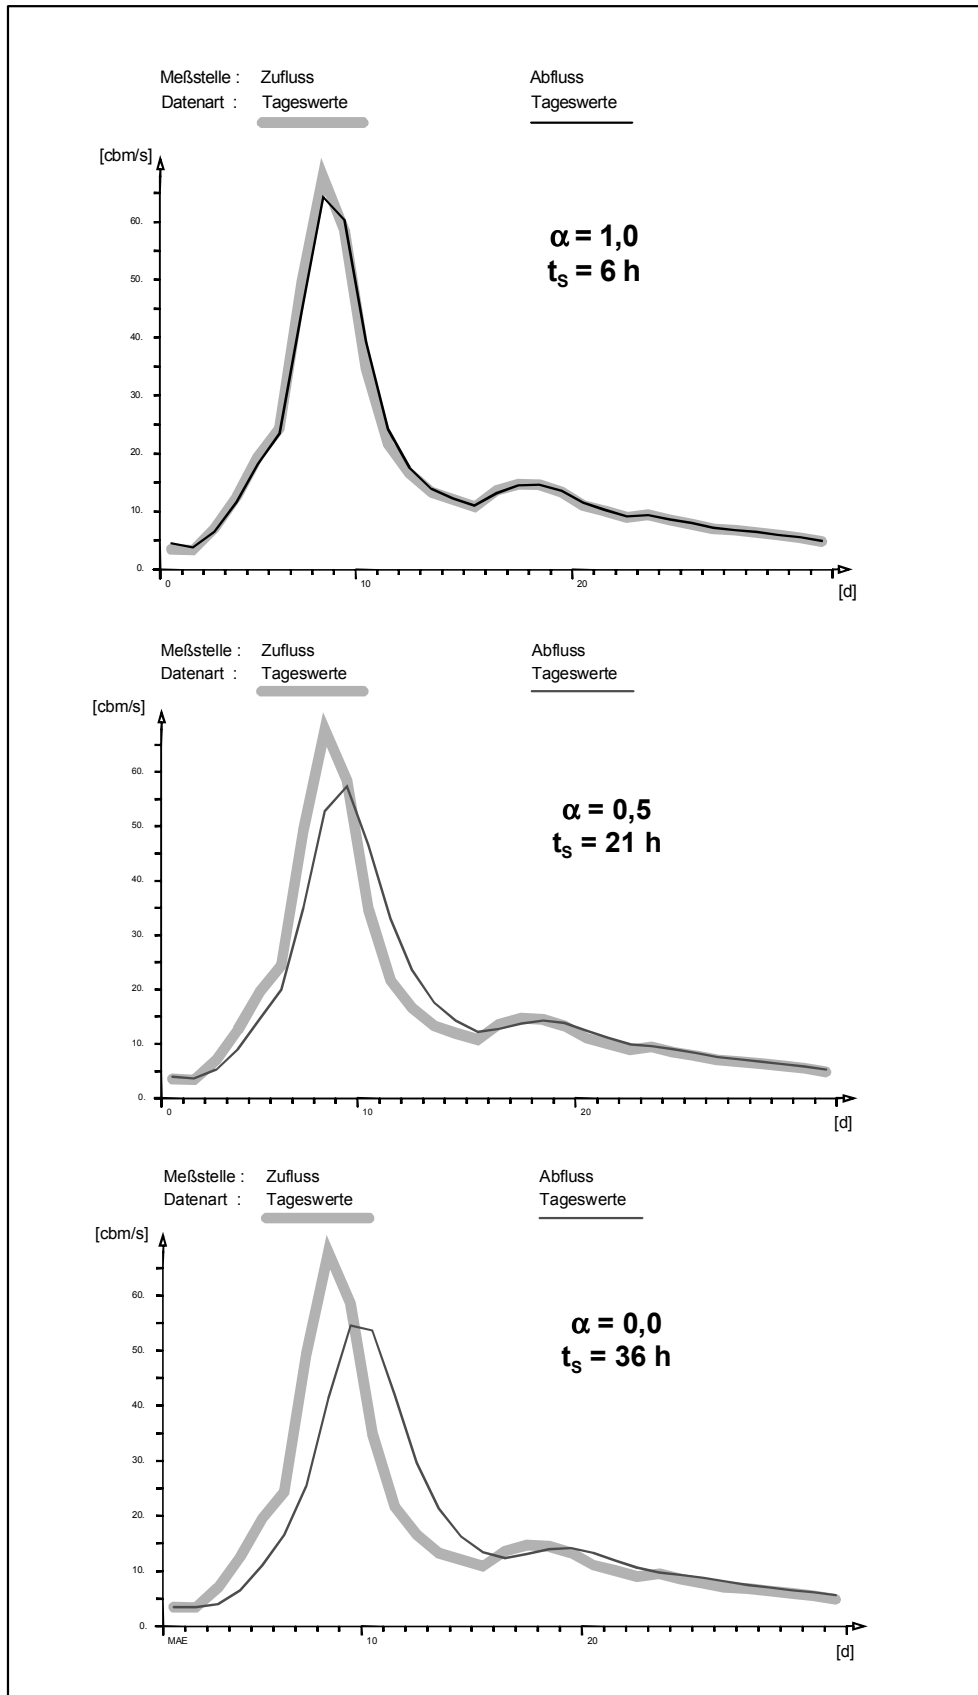 Meßstelle : Zufluss Abfluss
Datenart : Tageswerte Tageswerte
[cbm/s]
60.
50.
40.
30.
20.
10.
0.
α = 1,0
tS = 6 h
0 10 20
[d]
Meßstelle : Zufluss Abfluss
Datenart : Tageswerte Tageswerte
[cbm/s]
60.
50.
40.
30.
20.
10.
0.
α = 0,5
tS = 21 h
0 10 20
[d]
Meßstelle : Zufluss Abfluss
Datenart : Tageswerte Tageswerte
[cbm/s]
60.
50.
40.
30.
20.
10.
0.
α = 0,0
tS = 36 h
MAE 10 20
[d]